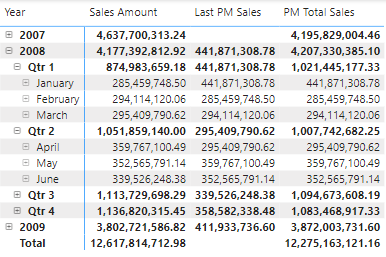 Year Sales Amount Last PM Sales PM Total Sales
2007 4,637,700,313.24 4,195,829,004.46
2008 4,177,392,812.92 441,871,308.78 4,207,330,385.10
Qtr 1 874,983,659.18 441,871,308.78 1,021,445,177.33
January 285,459,748.50 441,871,308.78 441,871,308.78
February 294,114,120.06 285,459,748.50 285,459,748.50
March 295,409,790.62 294,114,120.06 294,114,120.06
Qtr 2 1,051,859,140.00 295,409,790.62 1,007,742,682.25
April 359,767,100.49 295,409,790.62 295,409,790.62
May 352,565,791.14 359,767,100.49 359,767,100.49
June 339,526,248.38 352,565,791.14 352,565,791.14
Qtr 3 1,113,729,698.29 339,526,248.38 1,094,673,608.19
Qtr 4 1,136,820,315.45 358,582,338.48 1,083,468,917.33
2009 3,802,721,586.82 411,933,736.60 3,872,003,731.60
Total 12,617,814,712.98 12,275,163,121.16